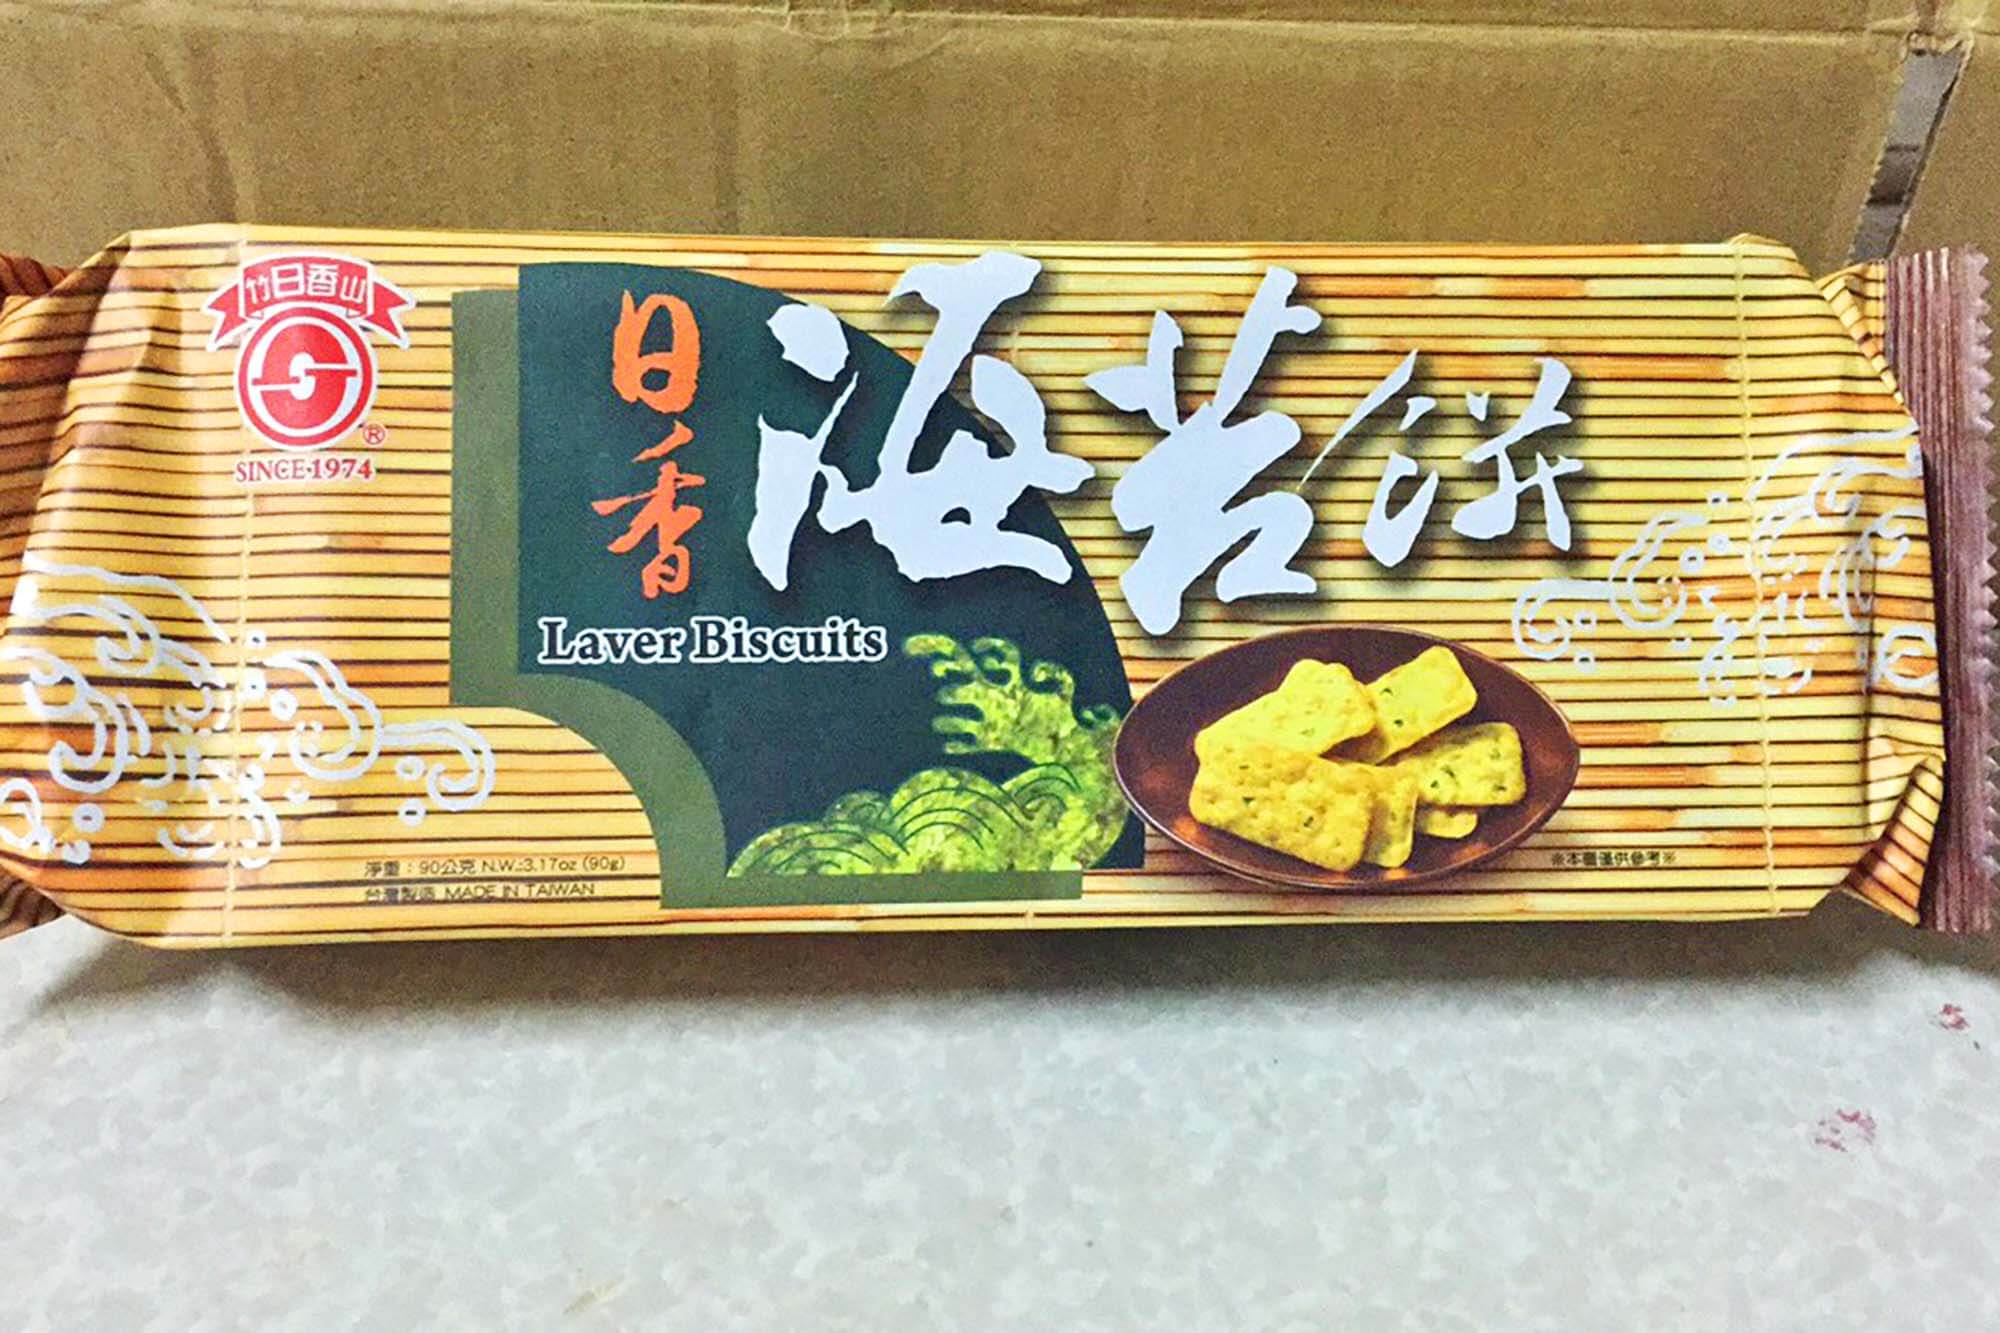 竹日香山
®
SINCE·1974
日香
海苔餅
Laver Biscuits
淨重：90公克 N.W.:3.17oz (90g)
台灣製造 MADE IN TAIWAN
※本圖僅供參考※